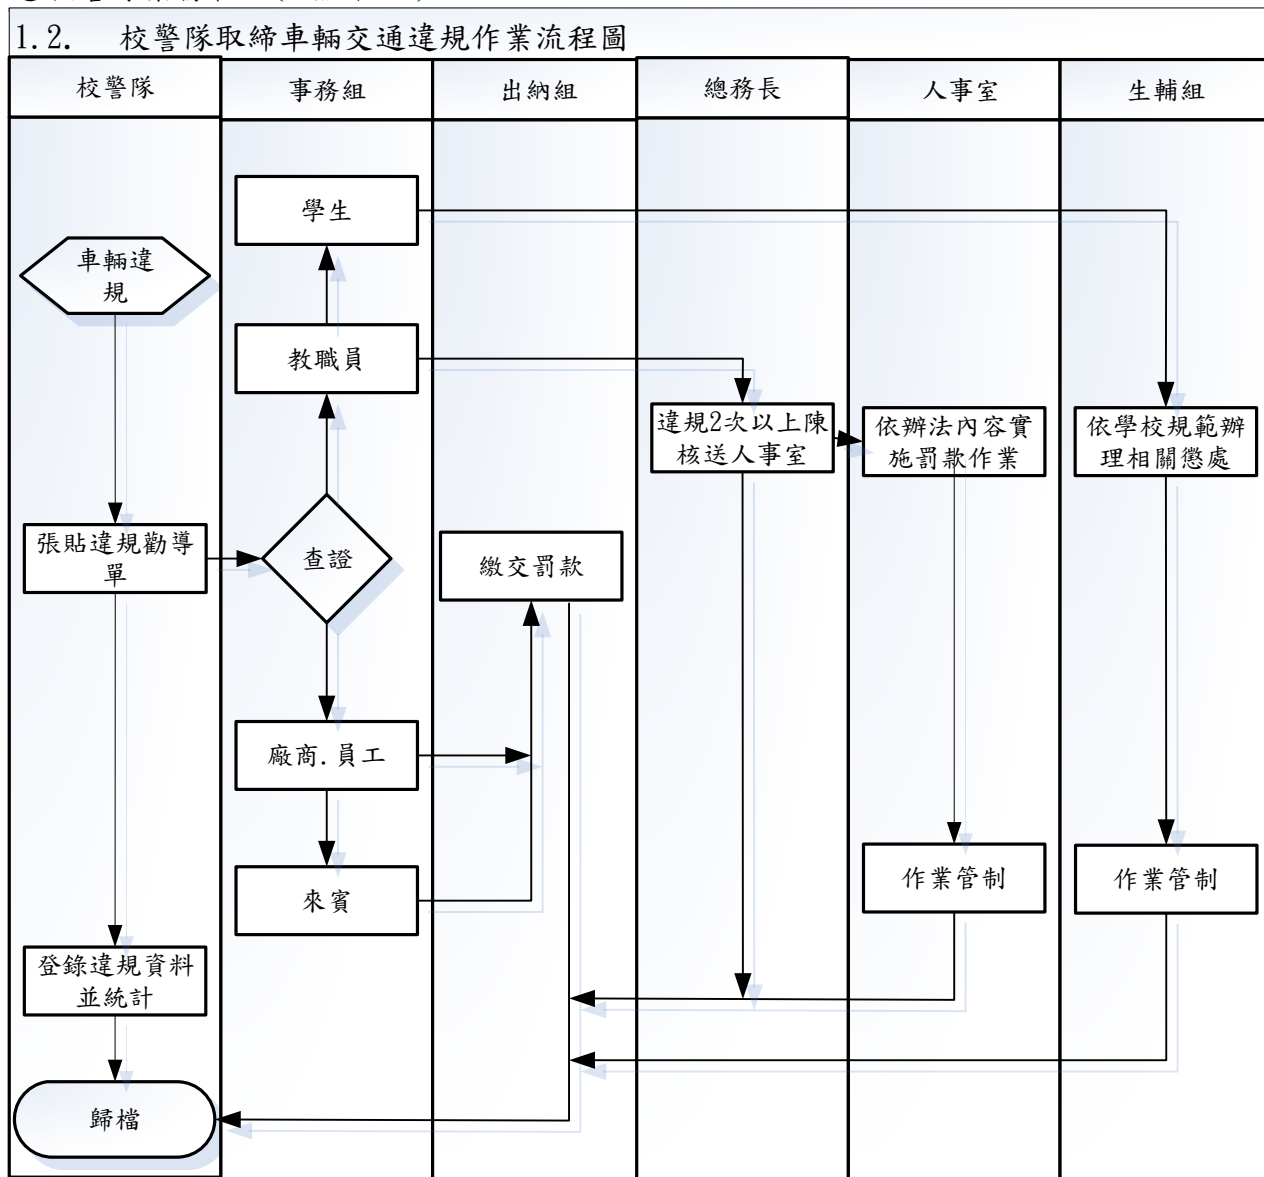 1.2. 校警隊取締車輛交通違規作業流程圖
校警隊
事務組
出納組
總務長
人事室
生輔組
學生
車輛違
規
教職員
違規2次以上陳
核送人事室
依辦法內容實
施罰款作業
依學校規範辦
理相關懲處
張貼違規勸導
單
查證
繳交罰款
廠商.員工
來賓
作業管制
作業管制
登錄違規資料
並統計
歸檔